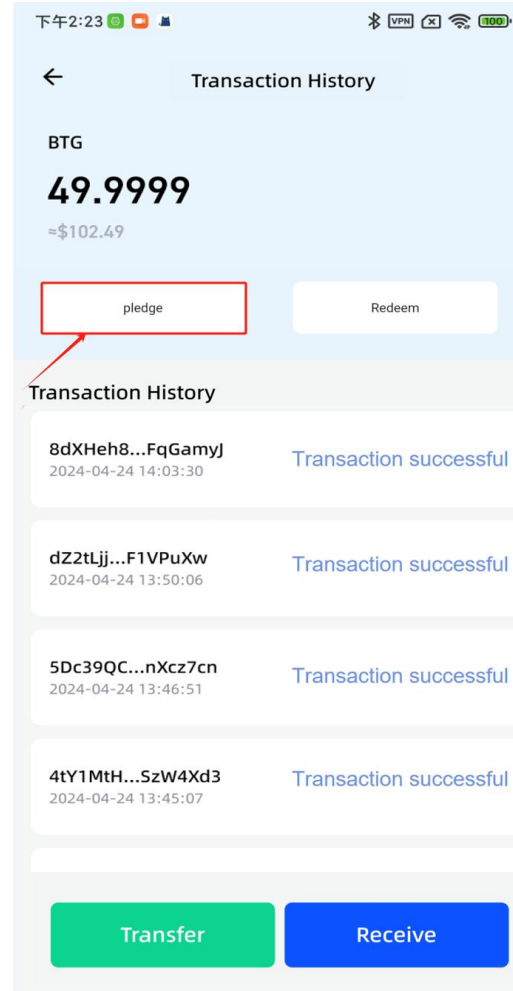 下午2:23 VPN 100
Transaction History
BTG
49.9999
≈$102.49
pledge Redeem
Transaction History
8dXHeh8...FqGamyJ Transaction successful
2024-04-24 14:03:30
dZ2tLjj...F1VPuXw Transaction successful
2024-04-24 13:50:06
5Dc39QC...nXcz7cn Transaction successful
2024-04-24 13:46:51
4tY1MtH...SzW4Xd3 Transaction successful
2024-04-24 13:45:07
Transfer Receive